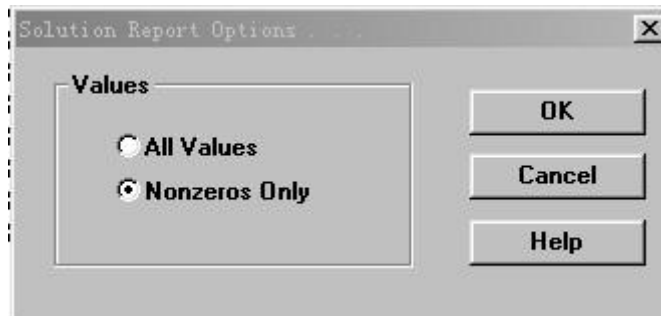 Solution Report Options . . ..
Values
All Values
Nonzeros Only
OK
Cancel
Help